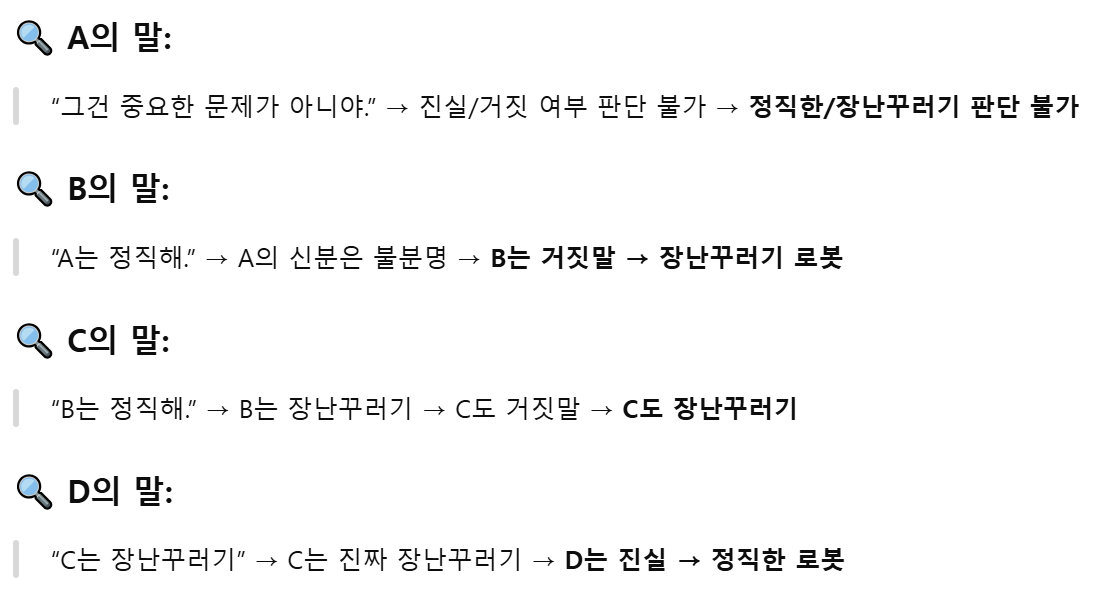 🔍 A의 말:
“그건 중요한 문제가 아니야.” → 진실/거짓 여부 판단 불가 → 정직한/장난꾸러기 판단 불가
🔍 B의 말:
“A는 정직해.” → A의 신분은 불분명 → B는 거짓말 → 장난꾸러기 로봇
🔍 C의 말:
“B는 정직해.” → B는 장난꾸러기 → C도 거짓말 → C도 장난꾸러기
🔍 D의 말:
“C는 장난꾸러기” → C는 진짜 장난꾸러기 → D는 진실 → 정직한 로봇